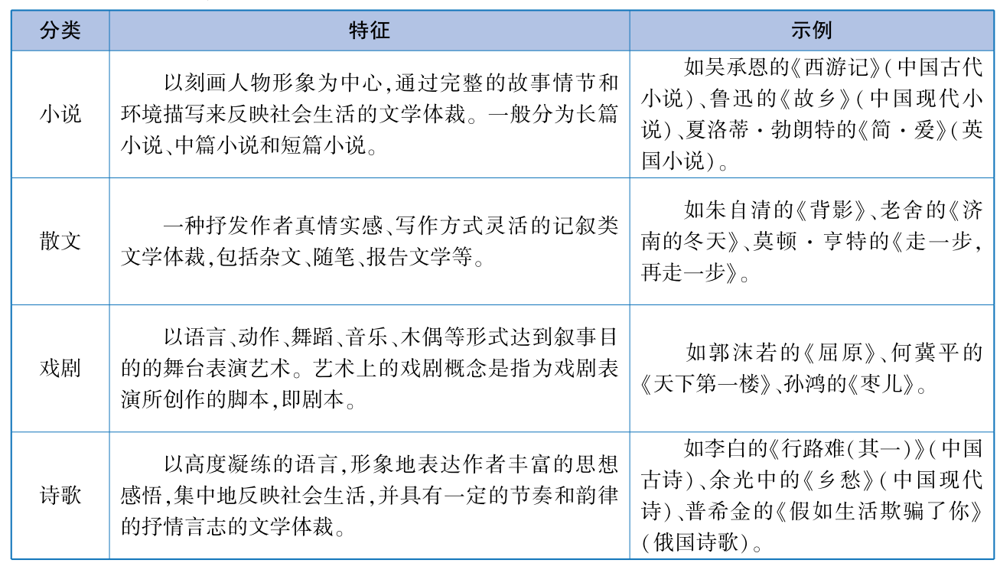 分类 特征 示例
小说
以刻画人物形象为中心,通过完整的故事情节和
环境描写来反映社会生活的文学体裁。一般分为长篇
小说、中篇小说和短篇小说。
如吴承恩的《西游记》(中国古代
小说)、鲁迅的《故乡》(中国现代小
说)、夏洛蒂·勃朗特的《简·爱》(英
国小说)。
散文
一种抒发作者真情实感、写作方式灵活的记叙类
文学体裁,包括杂文、随笔、报告文学等。
如朱自清的《背影》、老舍的《济
南的冬天》、莫顿·亨特的《走一步,
再走一步》。
戏剧
以语言、动作、舞蹈、音乐、木偶等形式达到叙事目
的的舞台表演艺术。艺术上的戏剧概念是指为戏剧表
演所创作的脚本,即剧本。
如郭沫若的《屈原》、何冀平的
《天下第一楼》、孙鸿的《枣儿》。
诗歌
以高度凝练的语言,形象地表达作者丰富的思想
感悟,集中地反映社会生活,并具有一定的节奏和韵律
的抒情言志的文学体裁。
如李白的《行路难(其一)》(中国
古诗)、余光中的《乡愁》(中国现代
诗)、普希金的《假如生活欺骗了你》
(俄国诗歌)。